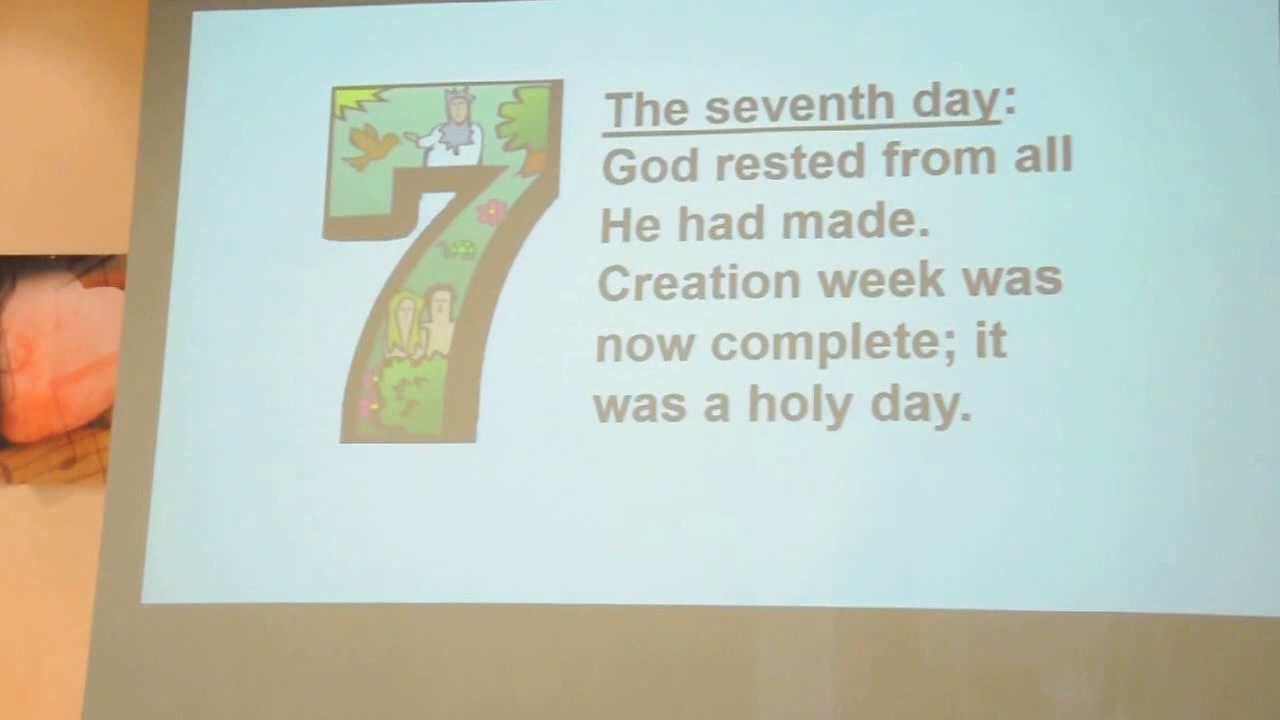 7
The seventh day:
God rested from all
He had made.
Creation week was
now complete; it
was a holy day.